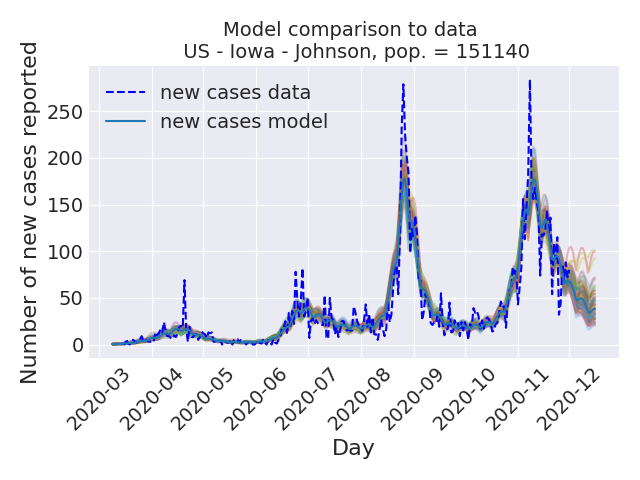 Model comparison to data
US - Iowa - Johnson, pop. = 151140
Number of new cases reported
new cases data
new cases model
250
200
150
100
50
0
2020-03
2020-04
2020-05
2020-06
2020-07
2020-08
2020-09
2020-10
2020-11
2020-12
Day